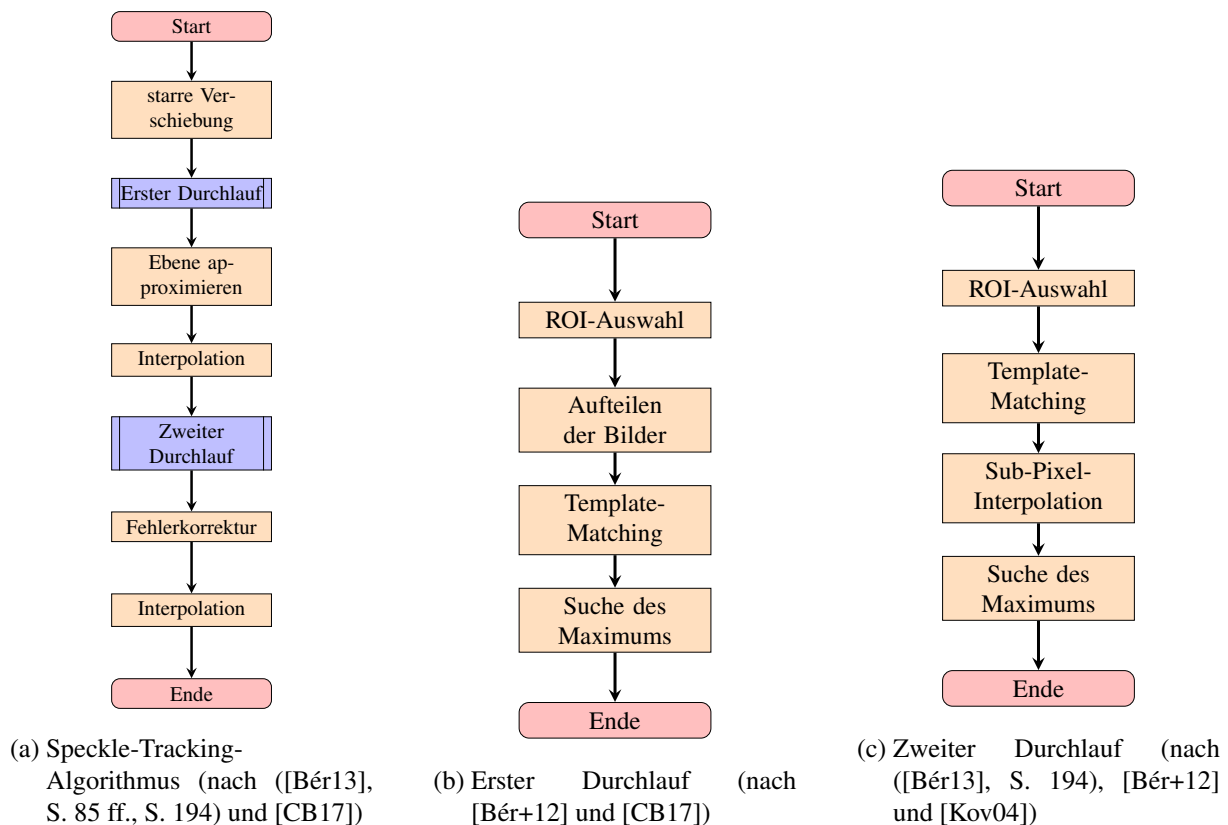 Start
starre Ver-
schiebung
Erster Durchlauf
Ebene ap-
proximieren
Interpolation
Zweiter
Durchlauf
Fehlerkorrektur
Interpolation
Ende
(a) Speckle-Tracking-
Algorithmus (nach ([Bér13],
S. 85 ff., S. 194) und [CB17])
Start
ROI-Auswahl
Aufteilen
der Bilder
Template-
Matching
Suche des
Maximums
Ende
(b) Erster Durchlauf (nach
[Bér+12] und [CB17])
Start
ROI-Auswahl
Template-
Matching
Sub-Pixel-
Interpolation
Suche des
Maximums
Ende
(c) Zweiter Durchlauf (nach
([Bér13], S. 194), [Bér+12]
und [Kov04])